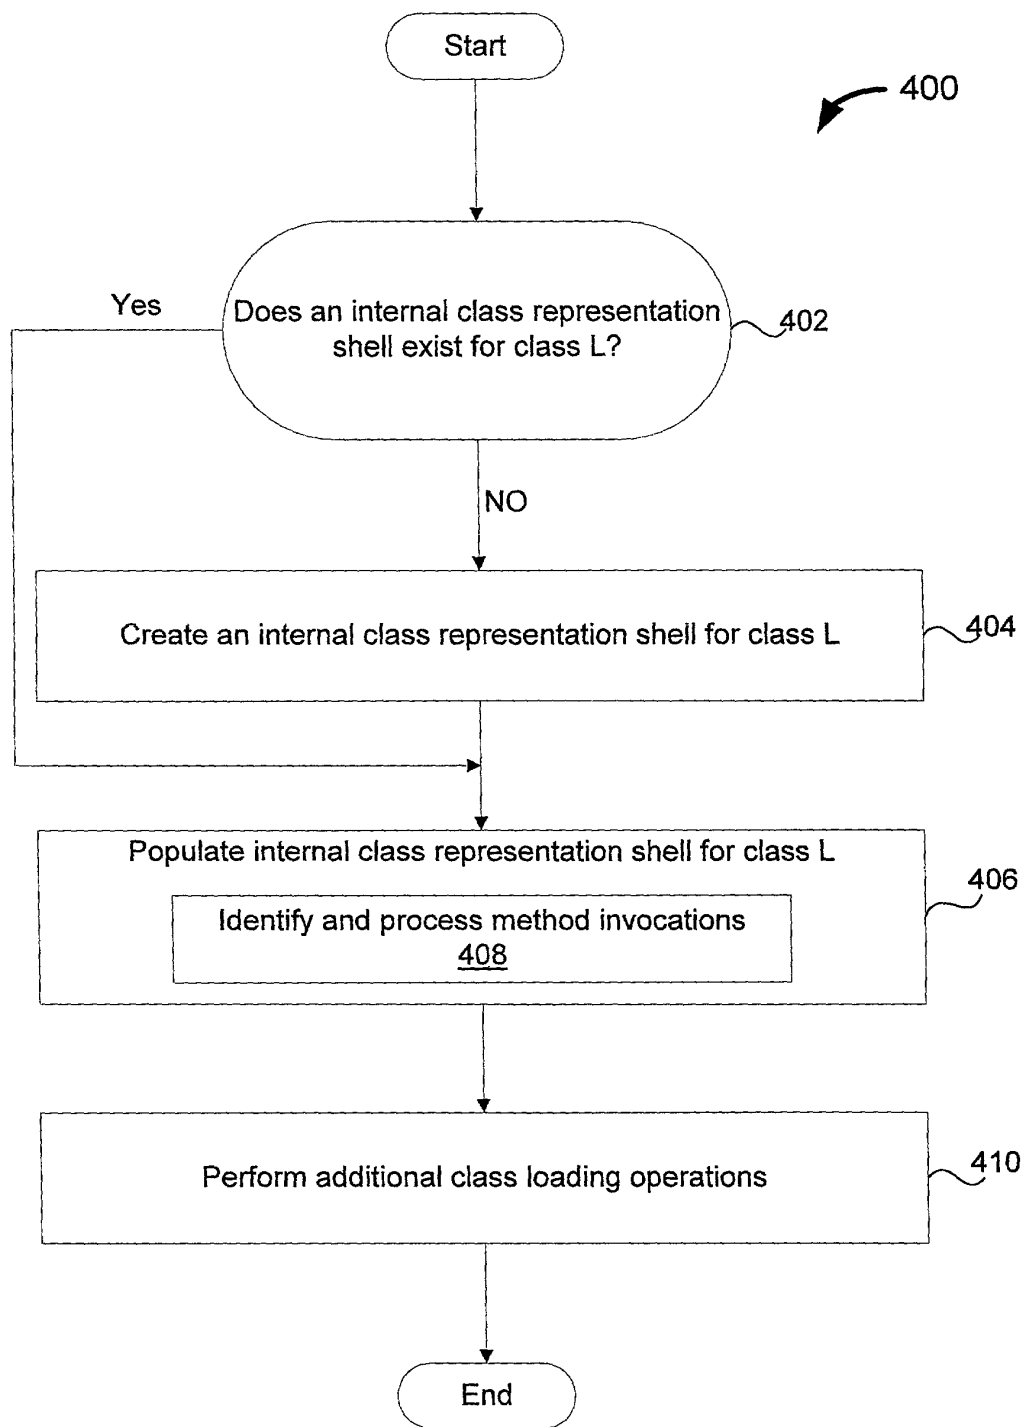 Start
400
Yes
Does an internal class representation
shell exist for class L?
402
NO
Create an internal class representation shell for class L
404
Populate internal class representation shell for class L
406
Identify and process method invocations
408
Perform additional class loading operations
410
End